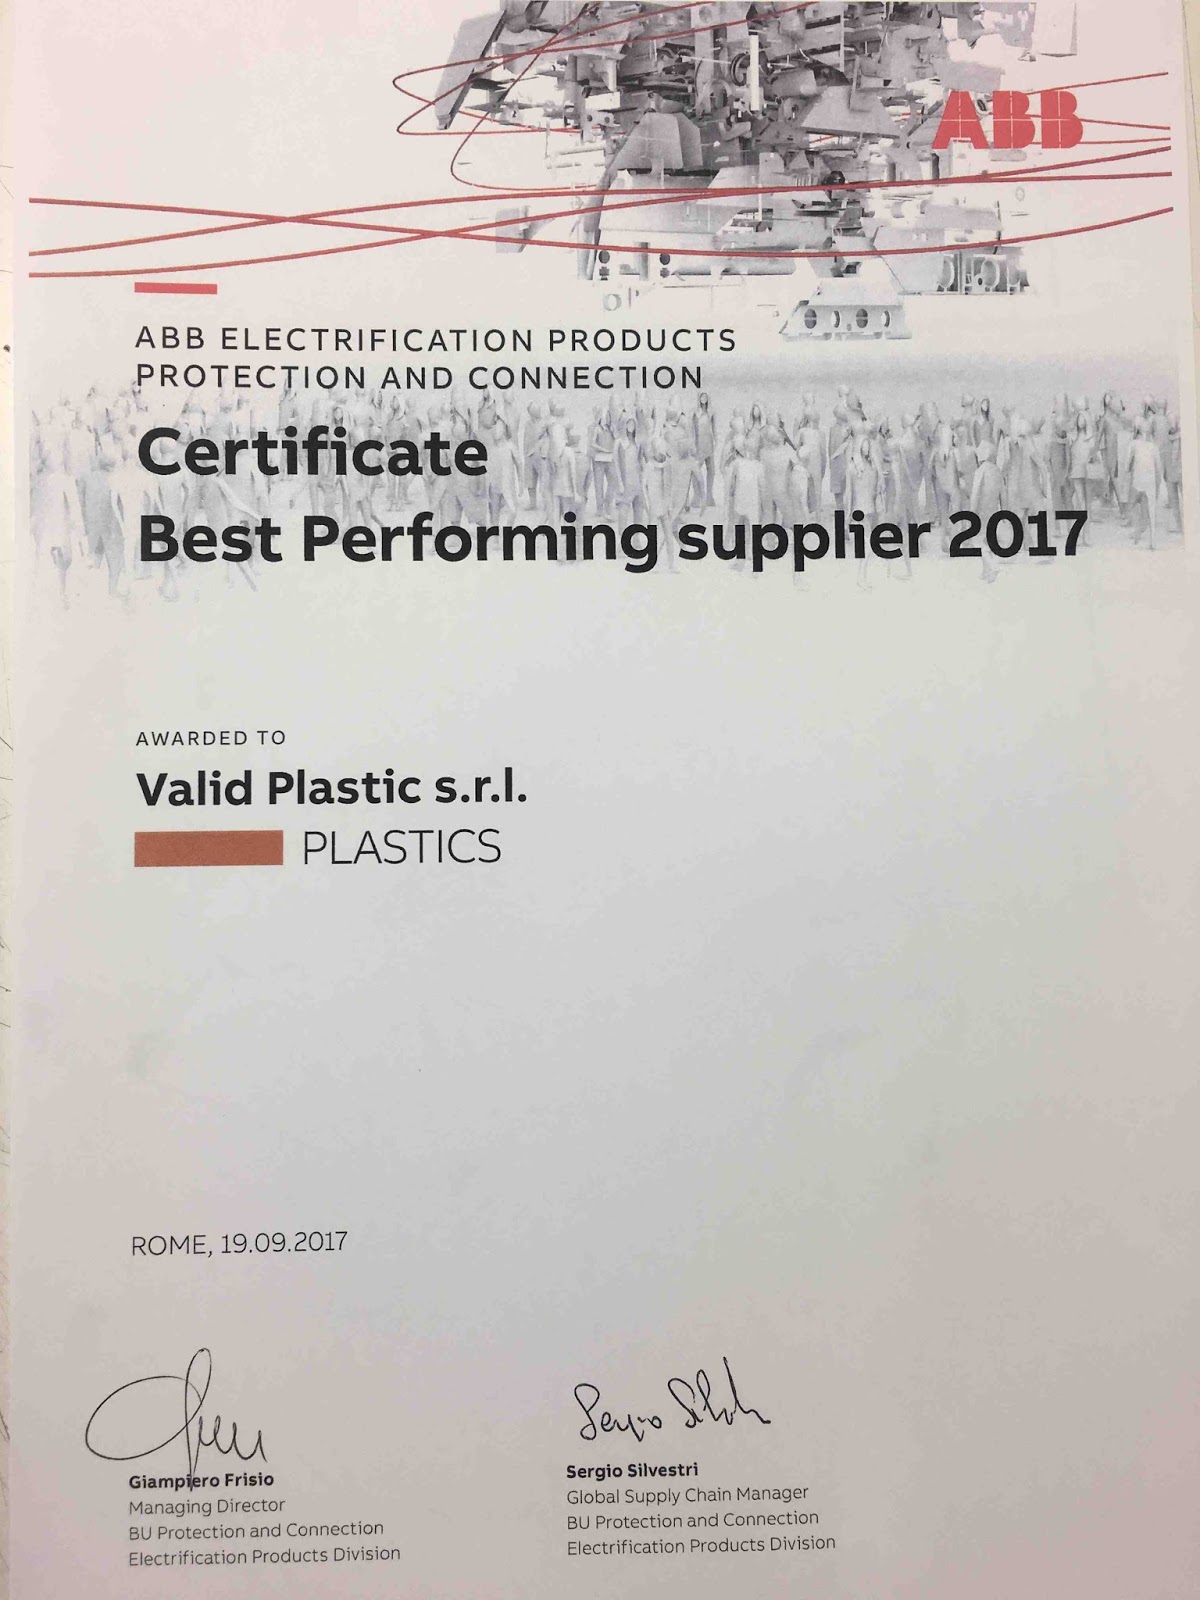 ABB
ABB ELECTRIFICATION PRODUCTS
PROTECTION AND CONNECTION
Certificate
Best Performing supplier 2017
AWARDED TO
Valid Plastic s.r.l.
PLASTICS
ROME, 19.09.2017
Giampiero Frisio
Managing Director
BU Protection and Connection
Electrification Products Division
Sergio Silvestri
Global Supply Chain Manager
BU Protection and Connection
Electrification Products Division